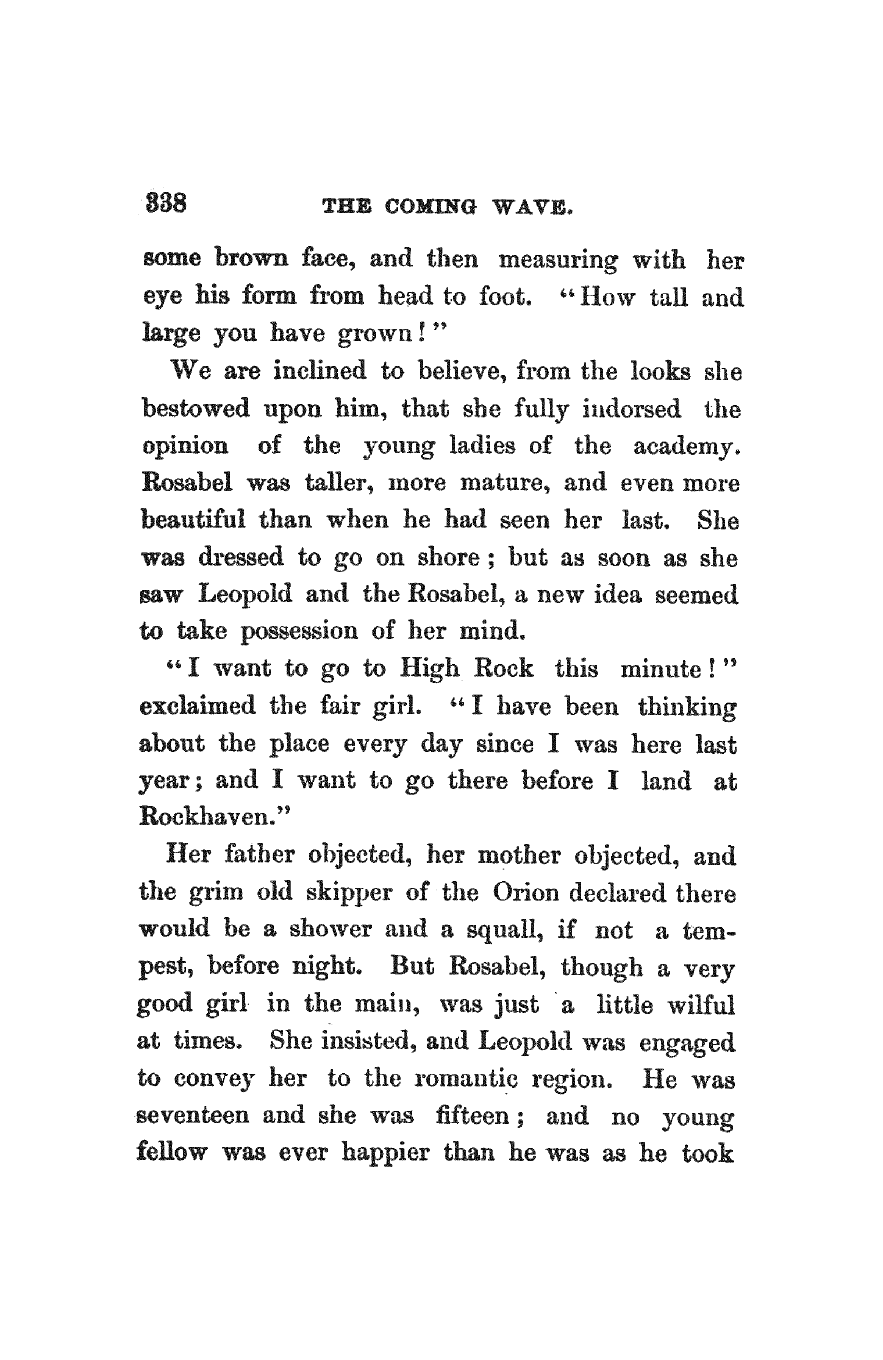 338 THE COMING WAVE.
some brown face, and then measuring with her
eye his form from head to foot. "How tall and
large you have grown!"
We are inclined to believe, from the looks she
bestowed upon him, that she fully indorsed the
opinion of the young ladies of the academy.
Rosabel was taller, more mature, and even more
beautiful than when he had seen her last. She
was dressed to go on shore; but as soon as she
saw Leopold and the Rosabel, a new idea seemed
to take possession of her mind.
"I want to go to High Rock this minute!"
exclaimed the fair girl. "I have been thinking
about the place every day since I was here last
year; and I want to go there before I land at
Rockhaven."
Her father objected, her mother objected, and
the grim old skipper of the Orion declared there
would be a shower and a squall, if not a tem-
pest, before night. But Rosabel, though a very
good girl in the main, was just a little wilful
at times. She insisted, and Leopold was engaged
to convey her to the romantic region. He was
seventeen and she was fifteen; and no young
fellow was ever happier than he was as he took